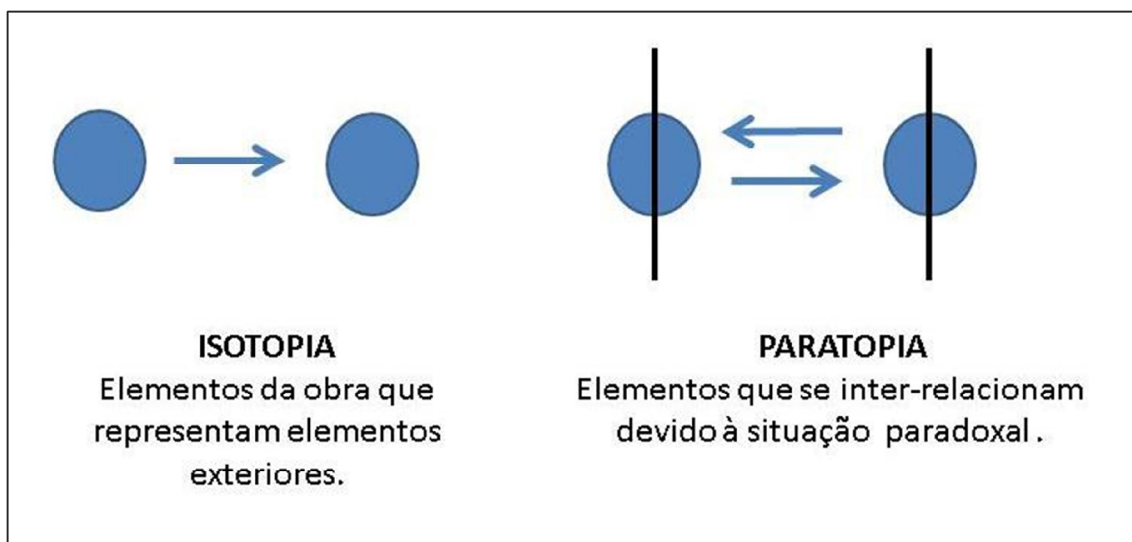 ISOTOPIA
Elementos da obra que
representam elementos
exteriores.
PARATOPIA
Elementos que se inter-relacionam
devido à situação paradoxal .